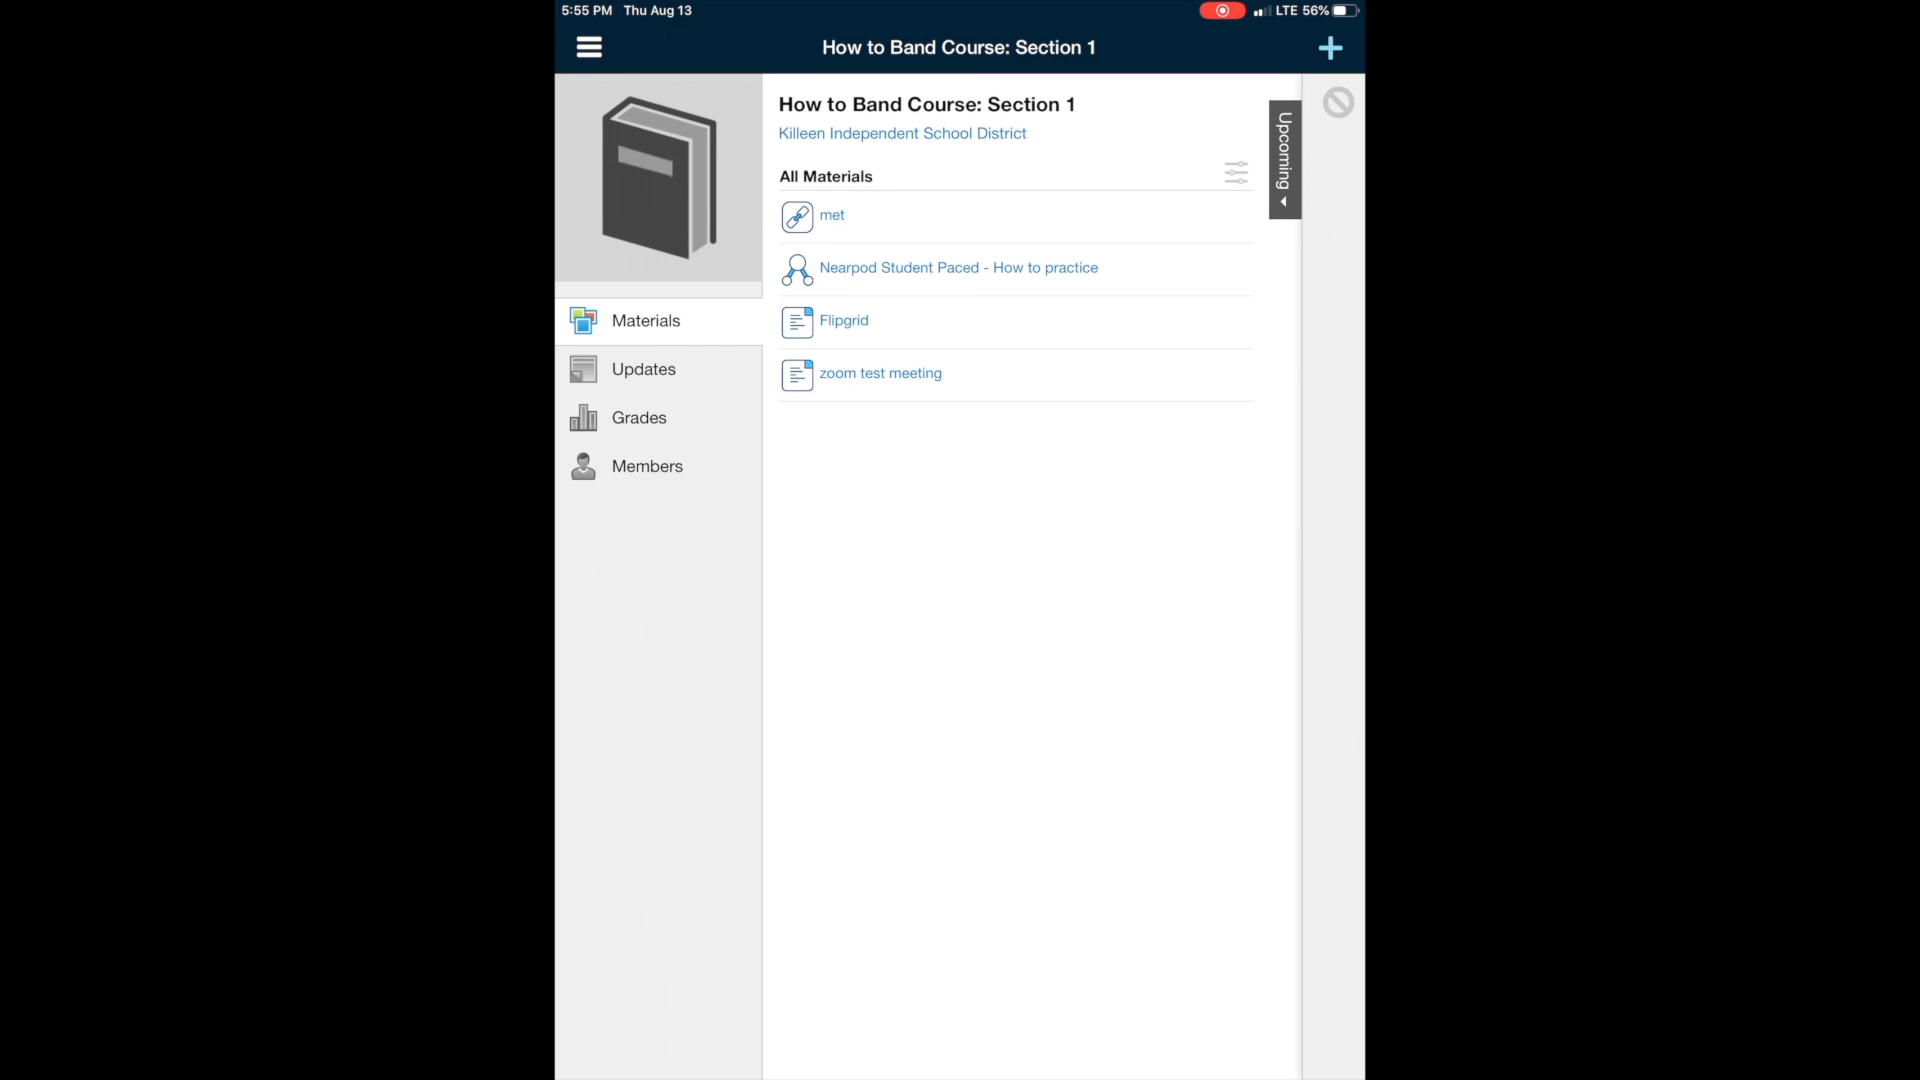 5:55 PM Thu Aug 13
LTE 56%
How to Band Course: Section 1
How to Band Course: Section 1
Killeen Independent School District
Upcoming
All Materials
met
Nearpod Student Paced - How to practice
Flipgrid
zoom test meeting
Materials
Updates
Grades
Members